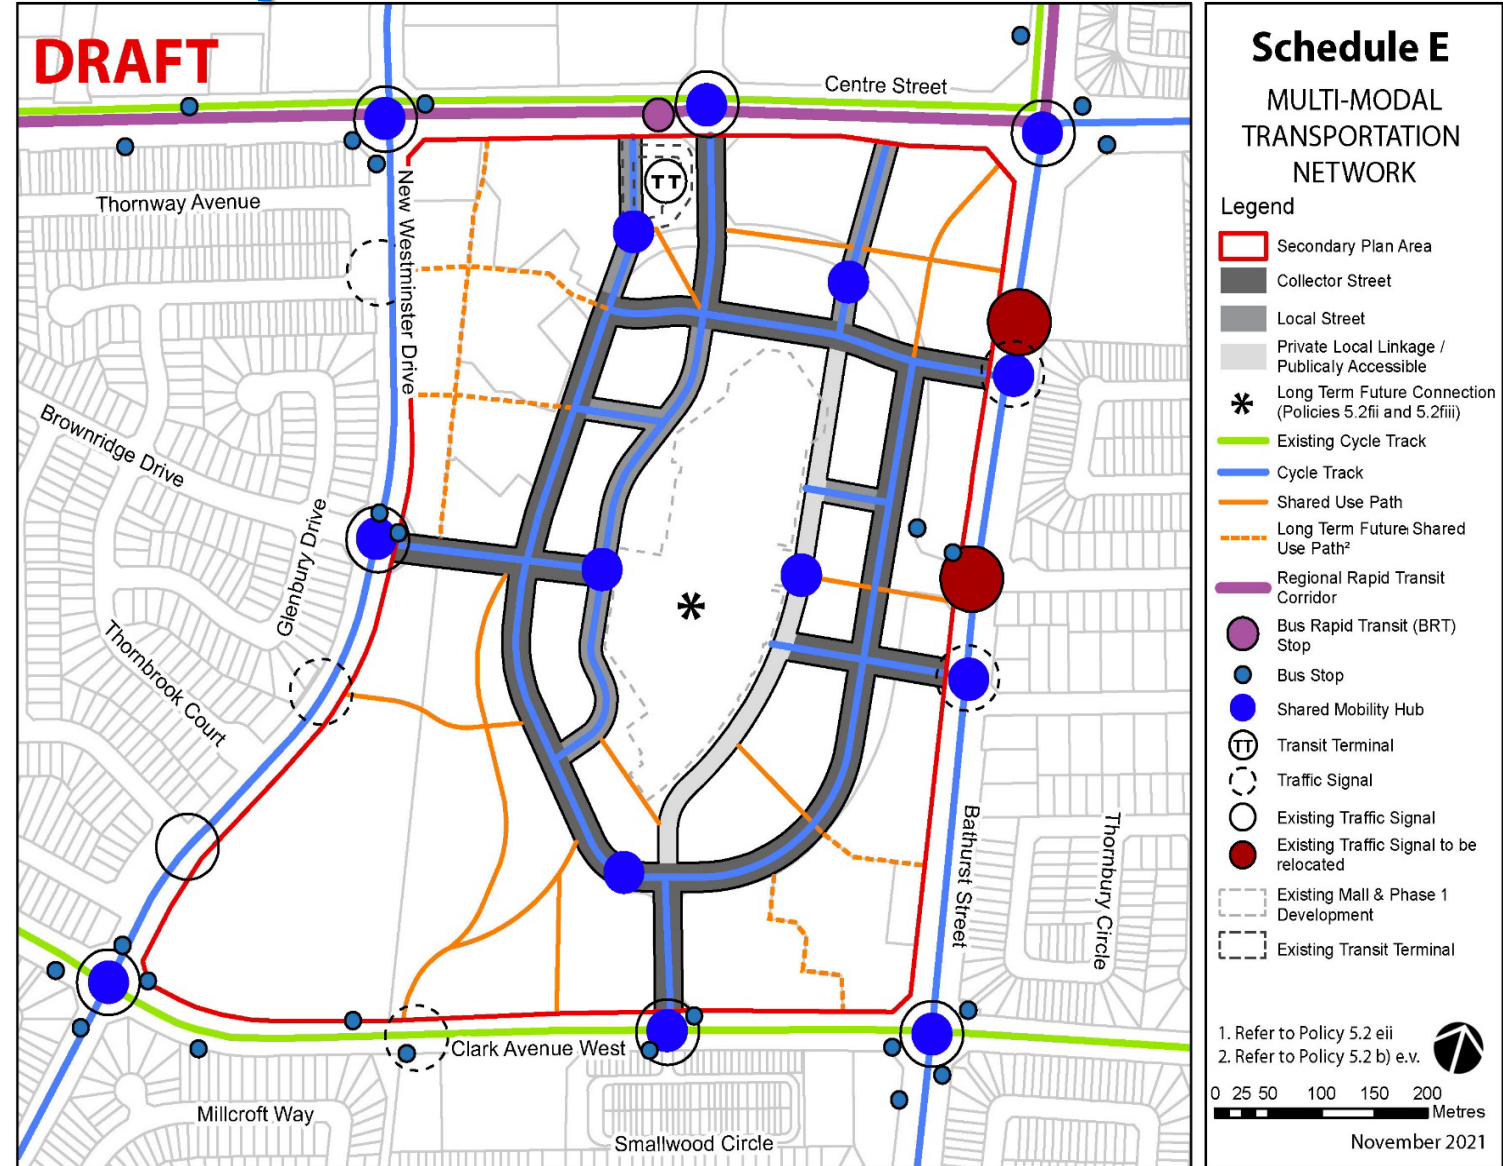 DRAFT
Centre Street
Thornway Avenue
New Westminster Drive
TT
Brownridge Drive
Glenbury Drive
*
Thornbrook Court
Bathurst Street
Thornbury Circle
Clark Avenue West
Millcroft Way
Smallwood Circle
Schedule E
MULTI-MODAL
TRANSPORTATION
NETWORK
Legend
Secondary Plan Area
Collector Street
Local Street
Private Local Linkage /
Publicaly Accessible
* Long Term Future Connection
(Policies 5.2fii and 5.2fiii)
Existing Cycle Track
Cycle Track
Shared Use Path
Long Term Future Shared
Use Path²
Regional Rapid Transit
Corridor
Bus Rapid Transit (BRT)
Stop
Bus Stop
Shared Mobility Hub
TT Transit Terminal
Traffic Signal
Existing Traffic Signal
Existing Traffic Signal to be
relocated
Existing Mall & Phase 1
Development
Existing Transit Terminal
1. Refer to Policy 5.2 eii
2. Refer to Policy 5.2 b) e.v.
0 25 50 100 150 200
Metres
November 2021